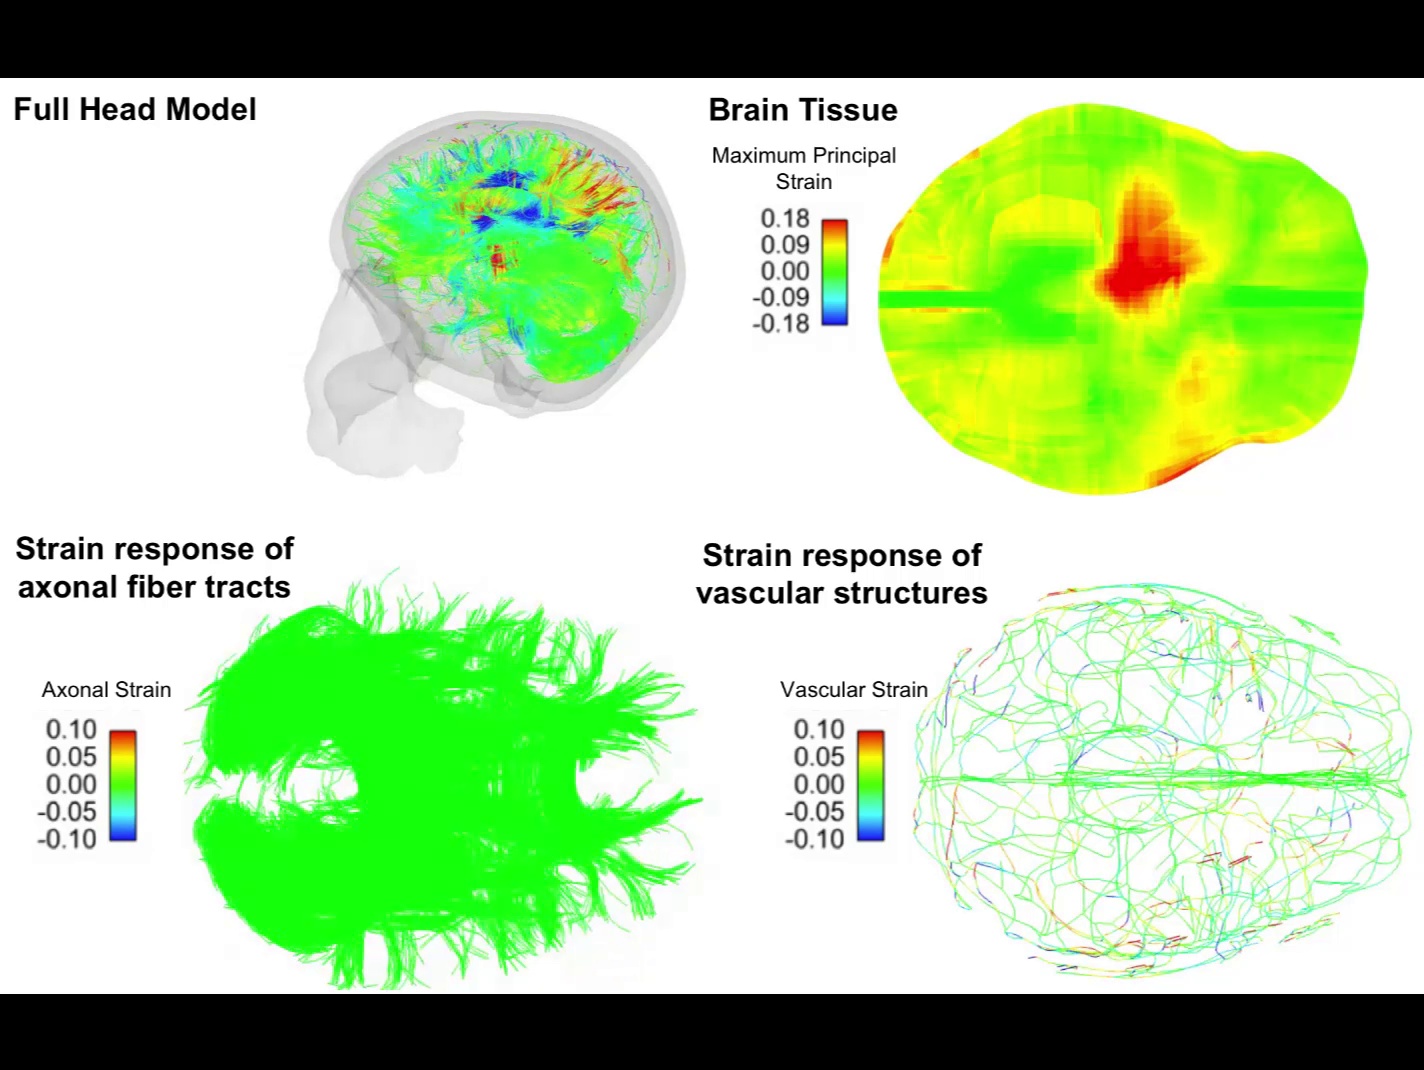 Full Head Model
Brain Tissue
Maximum Principal
Strain
0.18
0.09
0.00
-0.09
-0.18
Strain response of
axonal fiber tracts
Axonal Strain
0.10
0.05
0.00
-0.05
-0.10
Strain response of
vascular structures
Vascular Strain
0.10
0.05
0.00
-0.05
-0.10